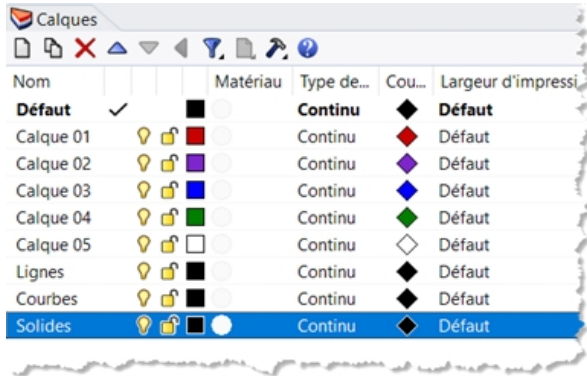 Calques
Nom Matériau Type de... Cou... Largeur d'impressi
Défaut Continu Défaut
Calque 01 Continu Défaut
Calque 02 Continu Défaut
Calque 03 Continu Défaut
Calque 04 Continu Défaut
Calque 05 Continu Défaut
Lignes Continu Défaut
Courbes Continu Défaut
Solides Continu Défaut